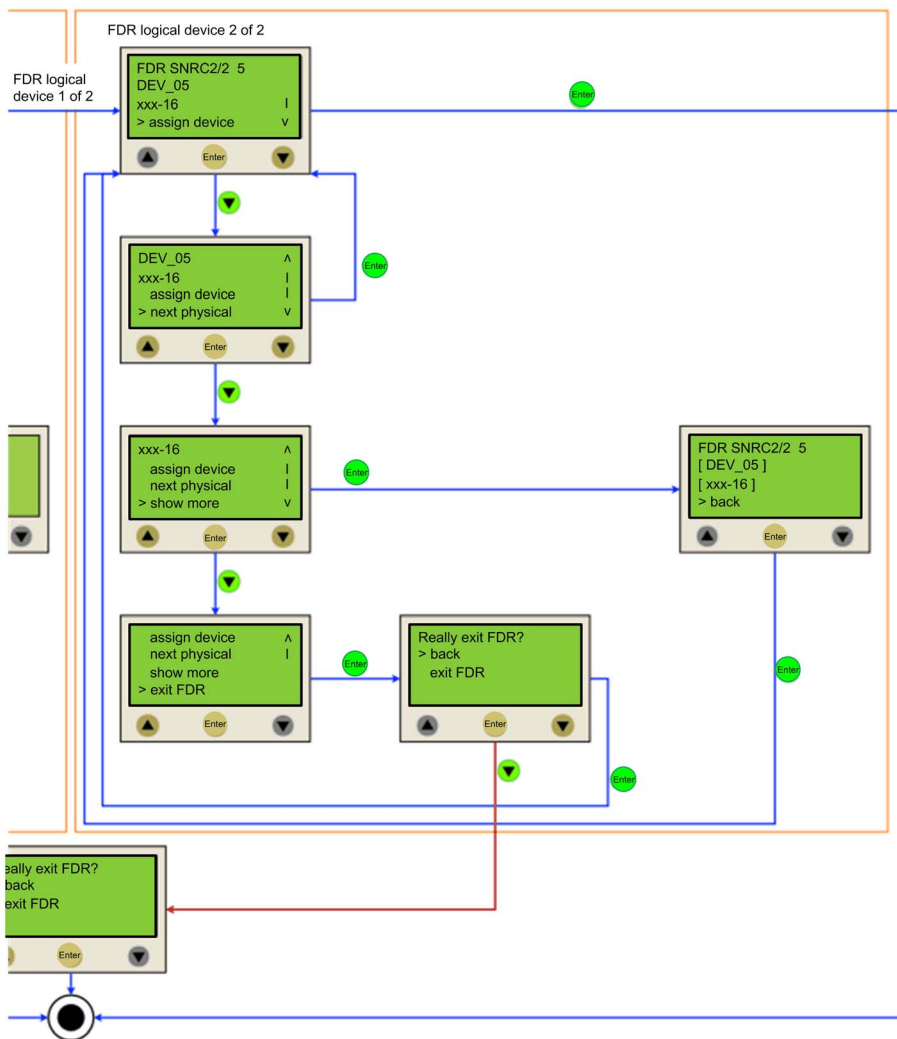 FDR logical device 2 of 2
FDR logical
device 1 of 2
FDR SNRC2/2 5
DEV_05
xxx-16 I
> assign device v
Enter
Enter
DEV_05 ʌ
xxx-16 I
assign device I
> next physical v
Enter
Enter
xxx-16 ʌ
assign device I
next physical I
> show more v
Enter
Enter
FDR SNRC2/2 5
[ DEV_05 ]
[ xxx-16 ]
> back
Enter
assign device ʌ
next physical I
show more
> exit FDR
Enter
Enter
Really exit FDR?
> back
exit FDR
Enter
Enter
Enter
eally exit FDR?
back
exit FDR
Enter